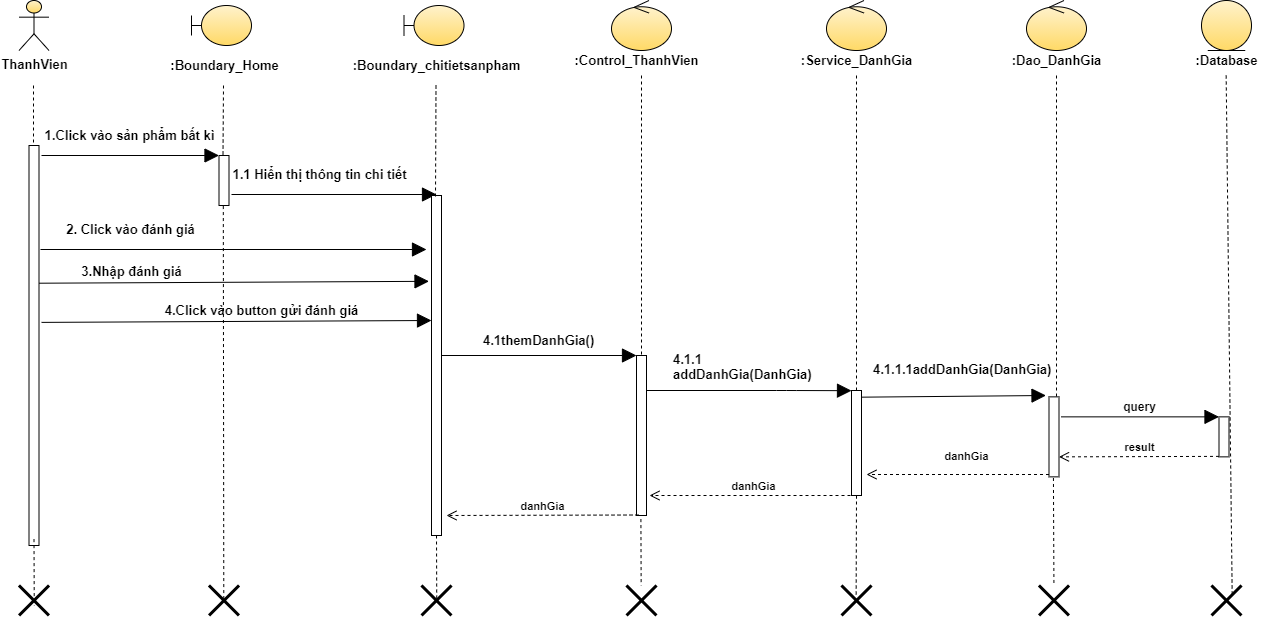 ThanhVien
:Boundary_Home
:Boundary_chitietsanpham
:Control_ThanhVien
:Service_DanhGia
:Dao_DanhGia
:Database
1.Click vào sản phẩm bất kì
1.1 Hiển thị thông tin chi tiết
2. Click vào đánh giá
3.Nhập đánh giá
4.Click vào button gửi đánh giá
4.1themDanhGia()
4.1.1
addDanhGia(DanhGia)
4.1.1.1addDanhGia(DanhGia)
query
result
danhGia
danhGia
danhGia